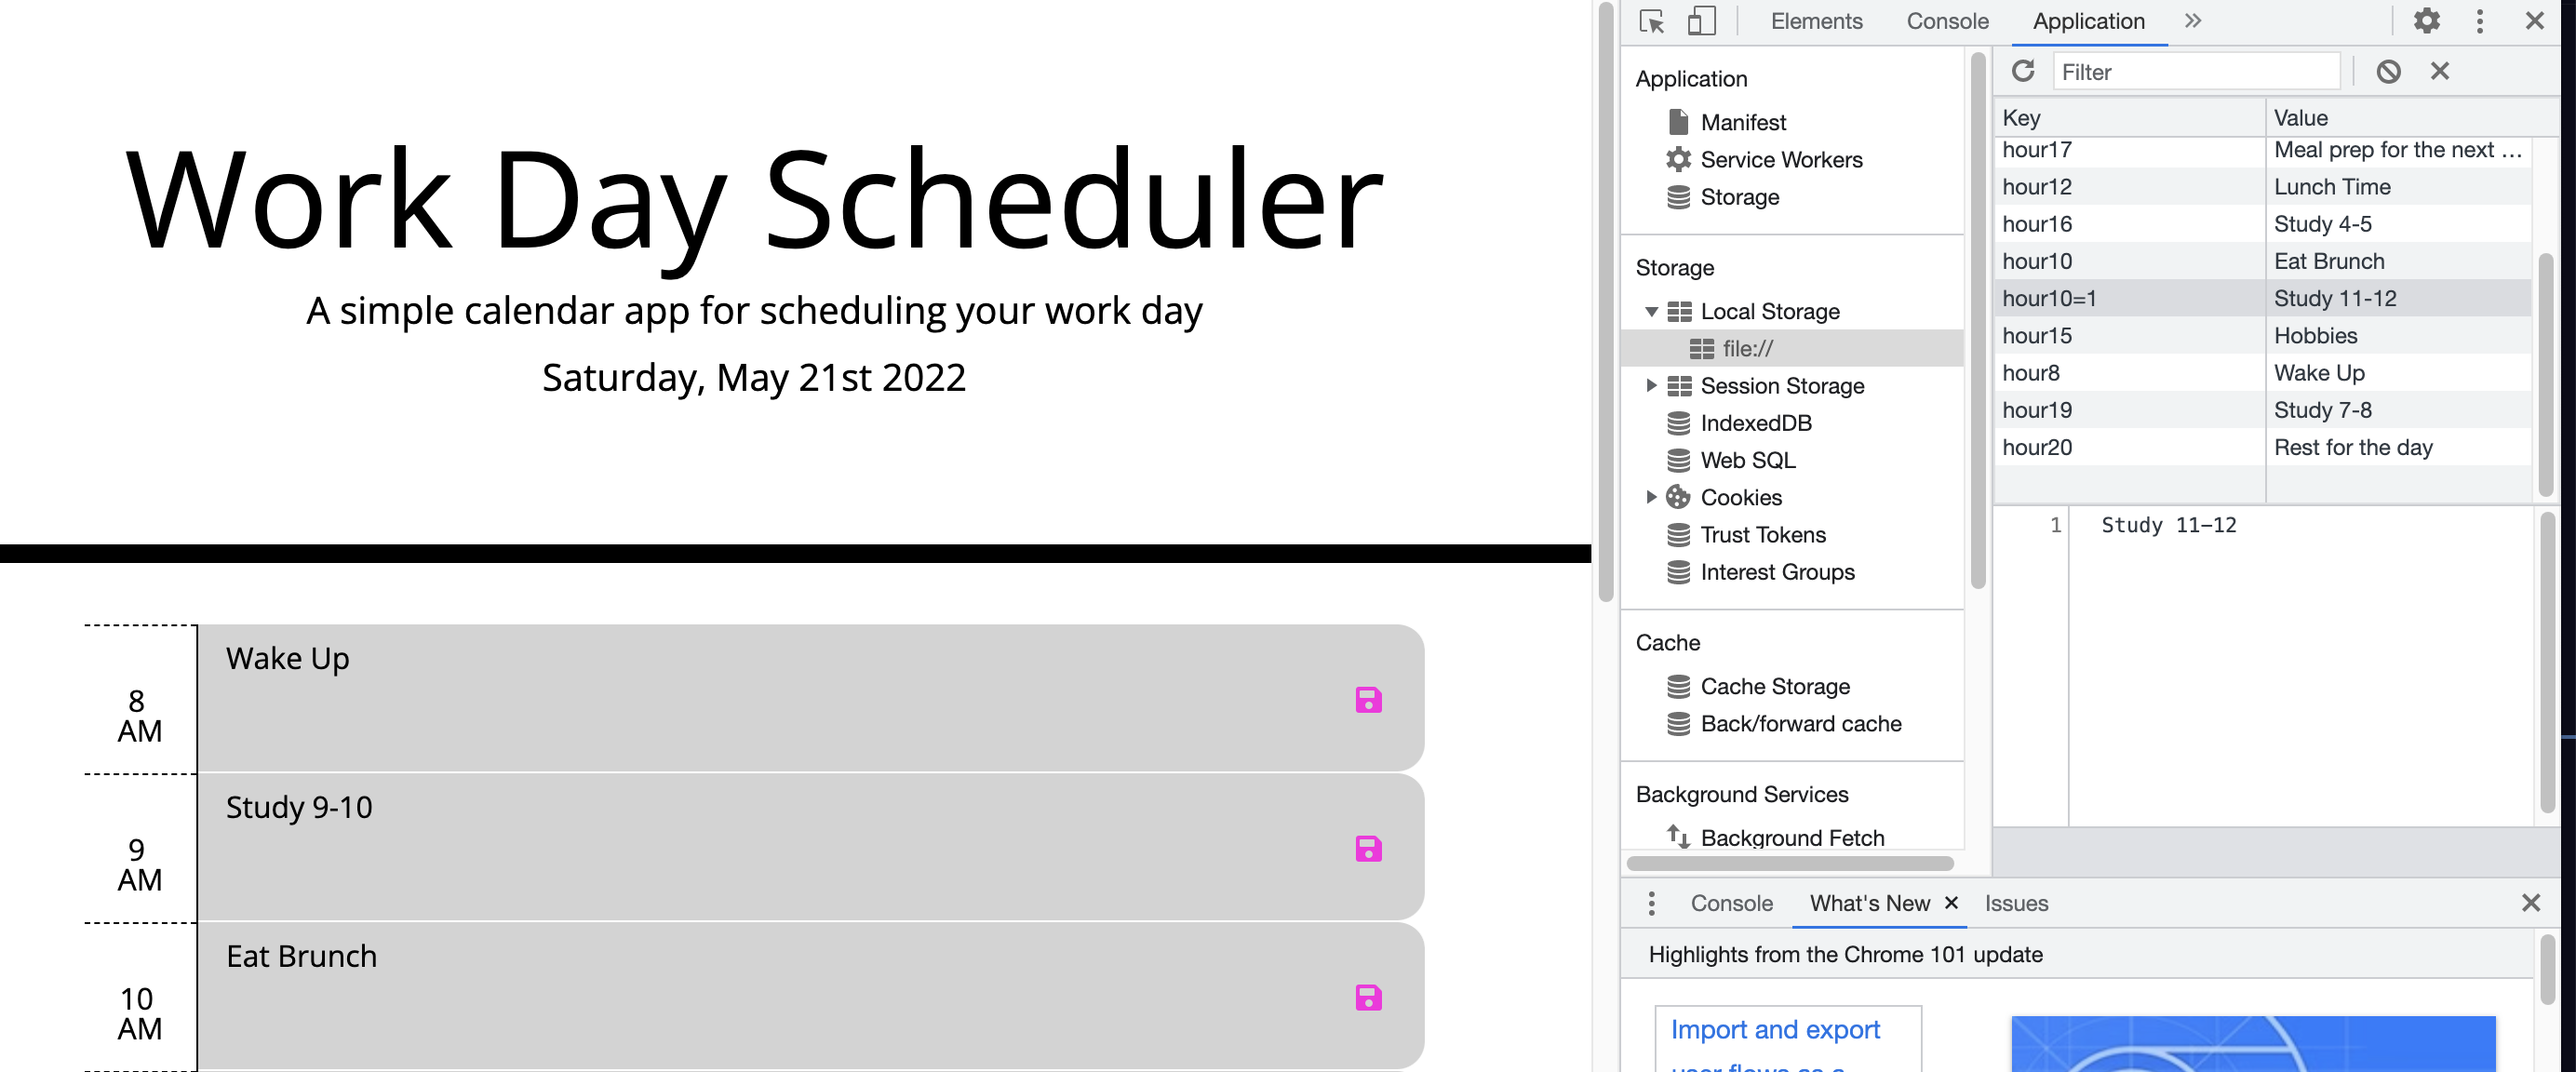 Work Day Scheduler
A simple calendar app for scheduling your work day
Saturday, May 21st 2022
8
AM
Wake Up
9
AM
Study 9-10
10
AM
Eat Brunch
Elements Console Application
Application
Manifest
Service Workers
Storage
Storage
Local Storage
file://
Session Storage
IndexedDB
Web SQL
Cookies
Trust Tokens
Interest Groups
Cache
Cache Storage
Back/forward cache
Background Services
Background Fetch
Filter
Key Value
hour17 Meal prep for the next …
hour12 Lunch Time
hour16 Study 4-5
hour10 Eat Brunch
hour10=1 Study 11-12
hour15 Hobbies
hour8 Wake Up
hour19 Study 7-8
hour20 Rest for the day
1 Study 11-12
Console What's New Issues
Highlights from the Chrome 101 update
Import and export
user flows as a